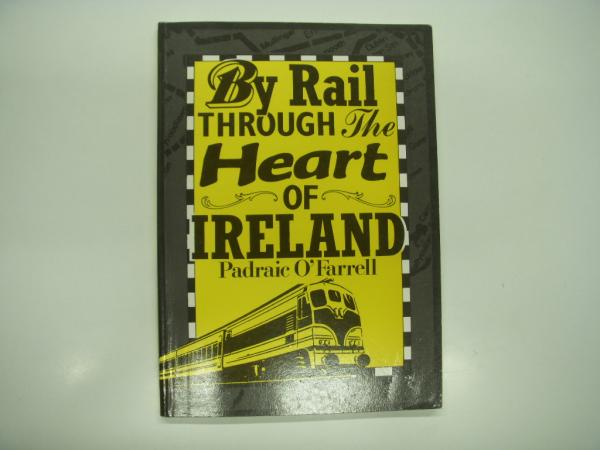 By Rail
THROUGH The
Heart
OF
IRELAND
Padraic O'Farrell